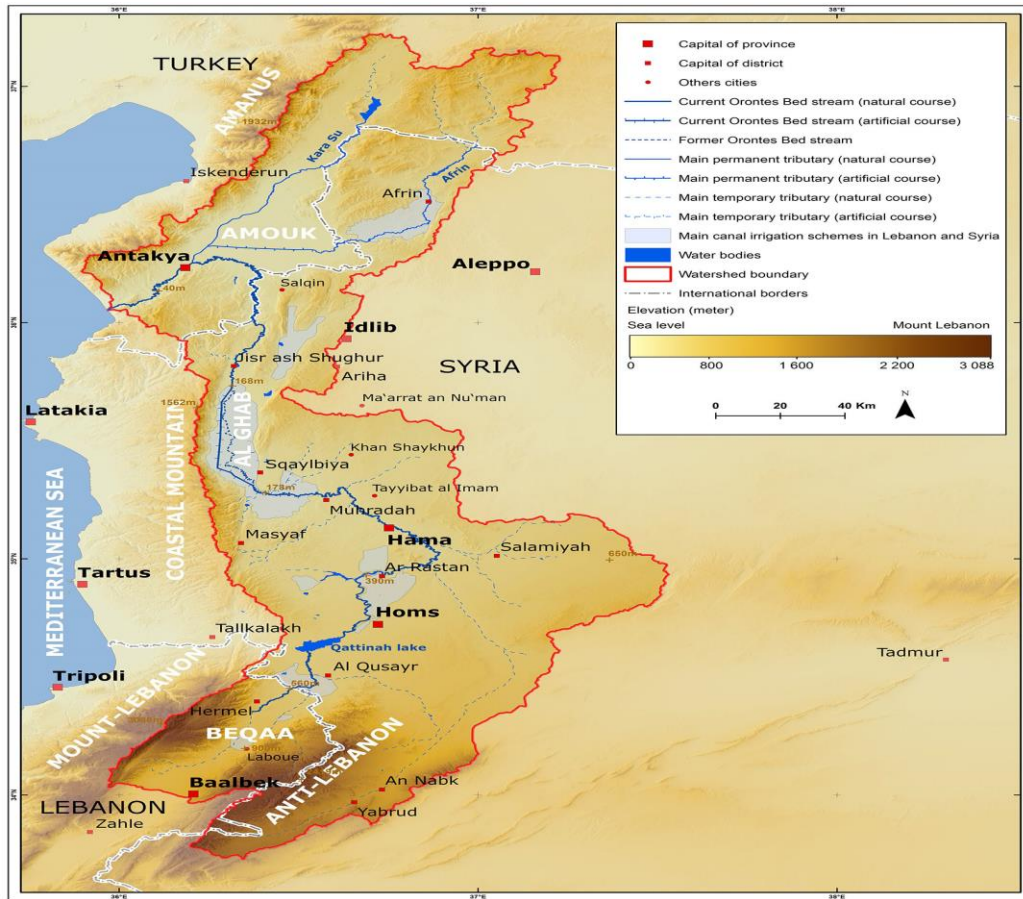 36°E
37°E
38°E
TURKEY
AMANUS
1932m
37°N
Kara Su
Iskenderun
Afrin
Afrin
AMOUK
Antakya
Aleppo
40m
Salqin
36°N
Idlib
Jisr ash Shughur
SYRIA
168m
Ariha
1562m
Ma'arrat an Nu'man
Latakia
AL GHAB
Khan Shaykhun
Sqaylbiya
178m
Tayyibat al Imam
MEDITERRANEAN SEA
COASTAL MOUNTAIN
Muhradah
Hama
Masyaf
Salamiyah
650m
35°N
Ar Rastan
390m
Tartus
Homs
Tallkalakh
Qattinah lake
Tadmur
Al Qusayr
Tripoli
660m
MOUNT-LEBANON
Hermel
BEQAA
900m
Laboue
ANTI-LEBANON
Baalbek
An Nabk
34°N
LEBANON
Yabrud
Zahle
36°E
37°E
38°E
Capital of province
Capital of district
Others cities
Current Orontes Bed stream (natural course)
Current Orontes Bed stream (artificial course)
Former Orontes Bed stream
Main permanent tributary (natural course)
Main permanent tributary (artificial course)
Main temporary tributary (natural course)
Main temporary tributary (artificial course)
Main canal irrigation schemes in Lebanon and Syria
Water bodies
Watershed boundary
International borders
Elevation (meter)
Sea level Mount Lebanon
0 800 1 600 2 200 3 088
N
0 20 40 Km